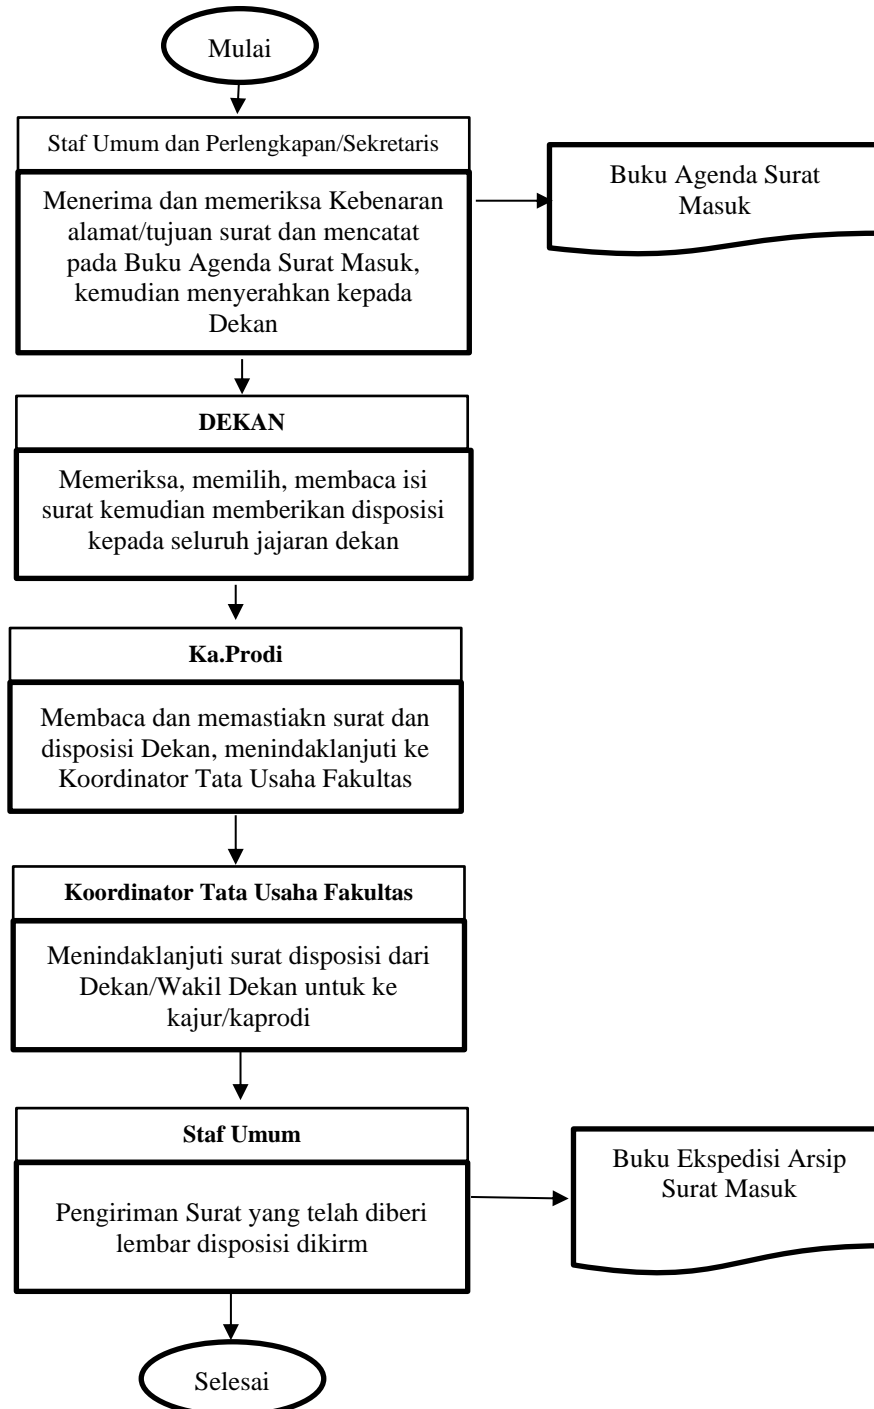 Mulai
Staf Umum dan Perlengkapan/Sekretaris
Menerima dan memeriksa Kebenaran
alamat/tujuan surat dan mencatat
pada Buku Agenda Surat Masuk,
kemudian menyerahkan kepada
Dekan
Buku Agenda Surat
Masuk
DEKAN
Memeriksa, memilih, membaca isi
surat kemudian memberikan disposisi
kepada seluruh jajaran dekan
Ka.Prodi
Membaca dan memastiakn surat dan
disposisi Dekan, menindaklanjuti ke
Koordinator Tata Usaha Fakultas
Koordinator Tata Usaha Fakultas
Menindaklanjuti surat disposisi dari
Dekan/Wakil Dekan untuk ke
kajur/kaprodi
Staf Umum
Pengiriman Surat yang telah diberi
lembar disposisi dikirm
Buku Ekspedisi Arsip
Surat Masuk
Selesai